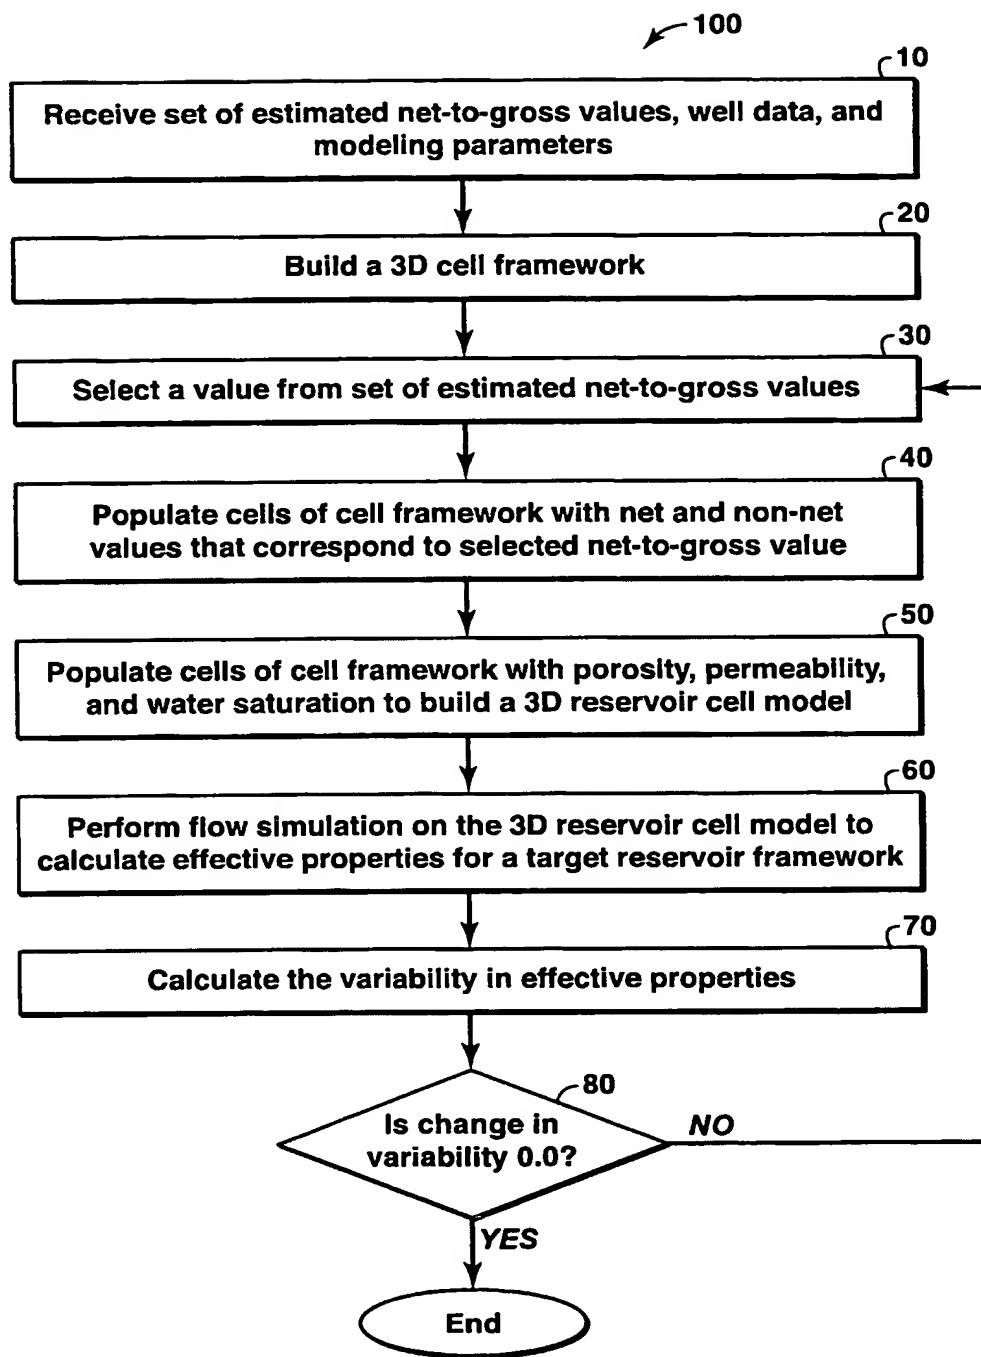 100
10
Receive set of estimated net-to-gross values, well data, and
modeling parameters
20
Build a 3D cell framework
30
Select a value from set of estimated net-to-gross values
40
Populate cells of cell framework with net and non-net
values that correspond to selected net-to-gross value
50
Populate cells of cell framework with porosity, permeability,
and water saturation to build a 3D reservoir cell model
60
Perform flow simulation on the 3D reservoir cell model to
calculate effective properties for a target reservoir framework
70
Calculate the variability in effective properties
80
Is change in
variability 0.0?
NO
YES
End